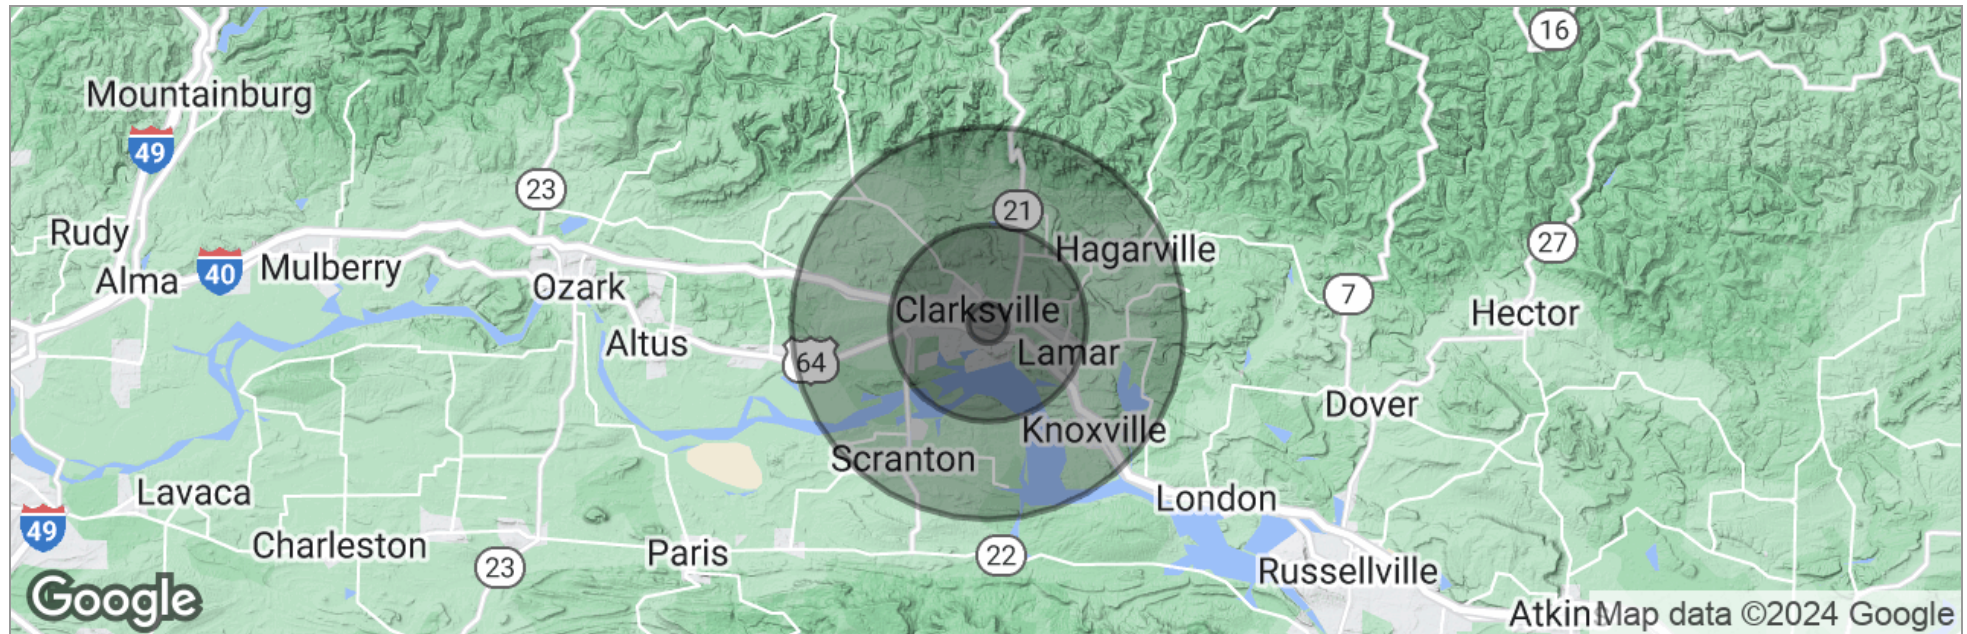 16
Mountainburg
49
23
21
Rudy
Hagarville
27
40
Mulberry
Alma
Ozark
7
Clarksville
Hector
Altus
64
Lamar
Dover
Knoxville
Scranton
Lavaca
London
49
Charleston
Paris
22
23
Russellville
Google
Atkins
Map data ©2024 Google